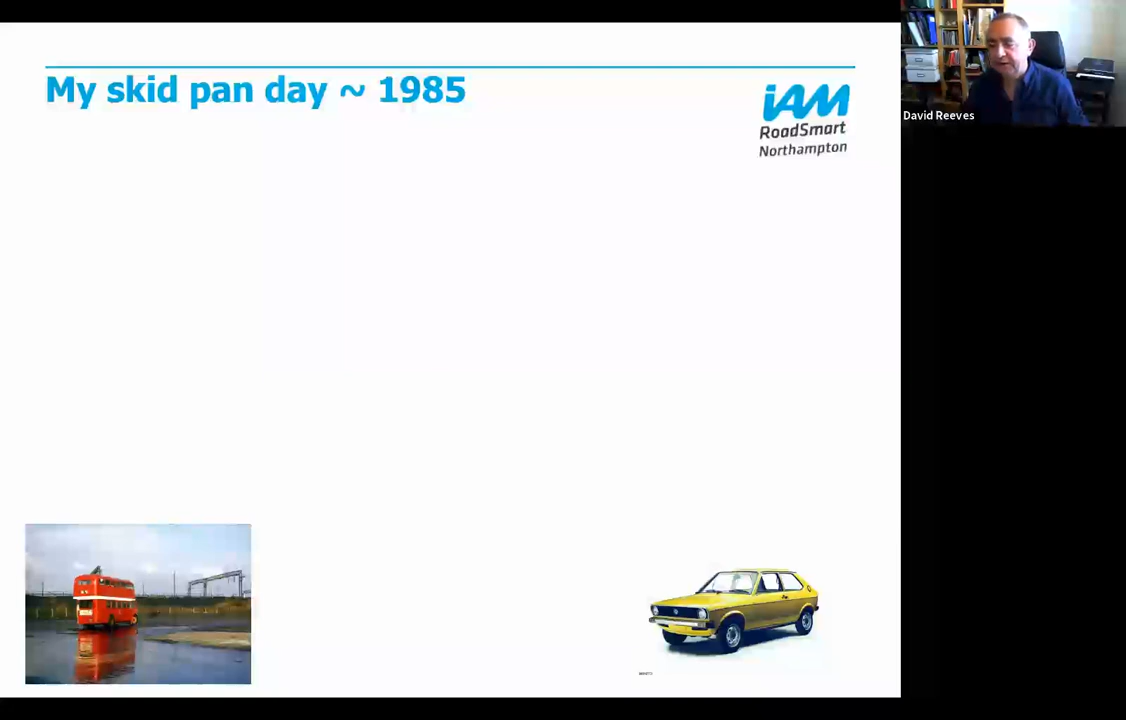 My skid pan day ~ 1985
iAM
RoadSmart
Northampton
David Reeves